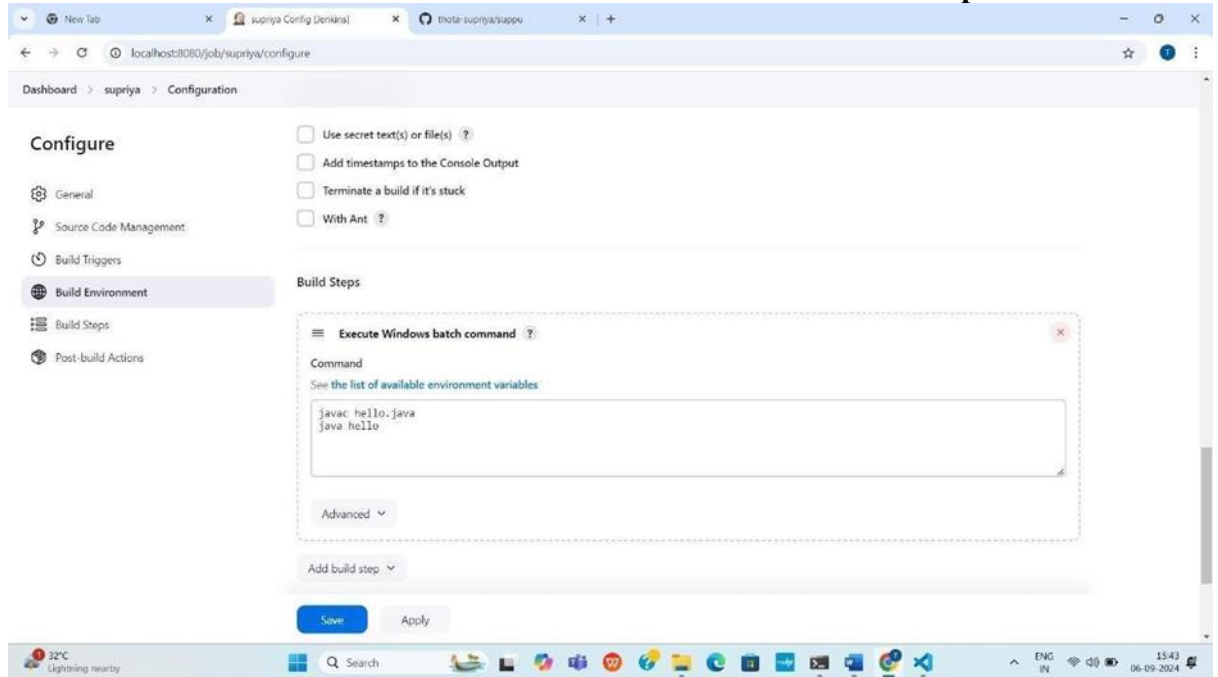 New Tab
supriya Config [Jenkins]
thota-supriya/suppu
localhost:8080/job/supriya/configure
T
Dashboard > supriya > Configuration
Configure
General
Source Code Management
Build Triggers
Build Environment
Build Steps
Post-build Actions
Use secret text(s) or file(s) ?
Add timestamps to the Console Output
Terminate a build if it's stuck
With Ant ?
Build Steps
Execute Windows batch command ?
Command
See the list of available environment variables
javac hello.java
java hello
Advanced
Add build step
Save Apply
32°C
Lightning nearby
Search
ENG
IN
15:43
06-09-2024